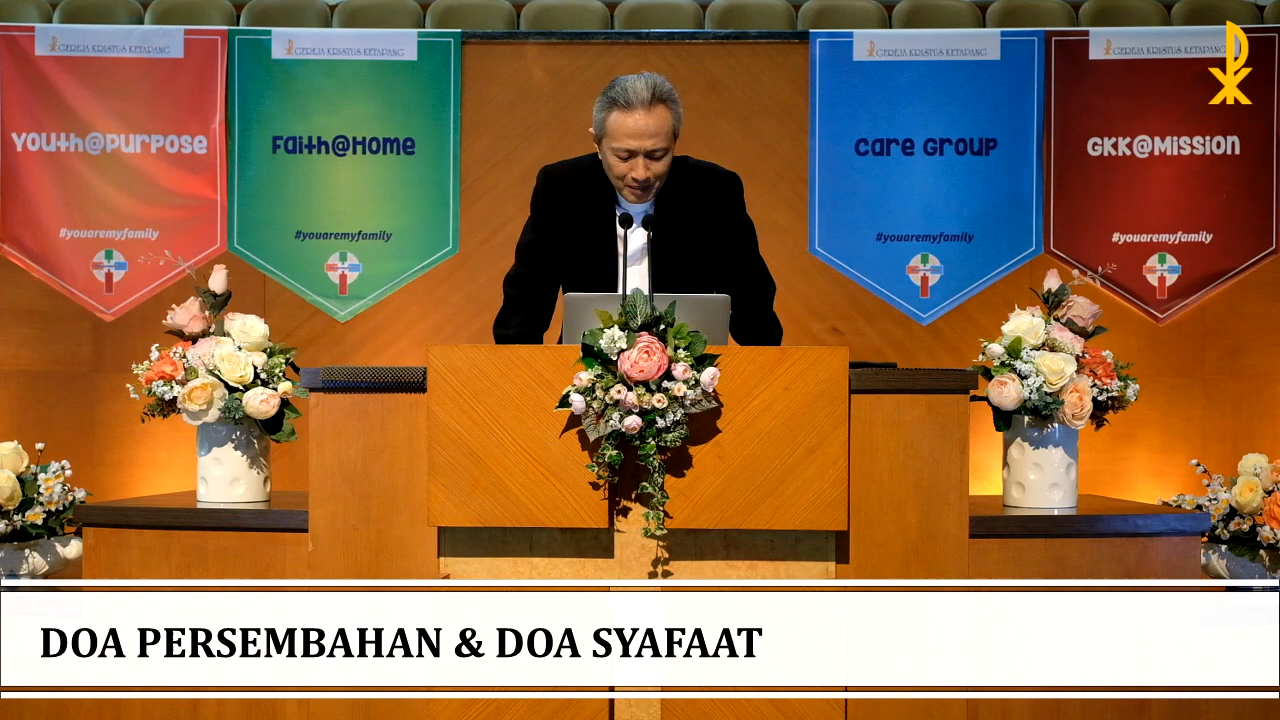 GEREJA KRISTUS KETAPANG
Youth@Purpose
#youaremyfamily
GEREJA KRISTUS KETAPANG
Faith@Home
#youaremyfamily
GEREJA KRISTUS KETAPANG
Care Group
#youaremyfamily
GEREJA KRISTUS KETAPANG
GKK@Mission
#youaremyfamily
DOA PERSEMBAHAN & DOA SYAFAAT